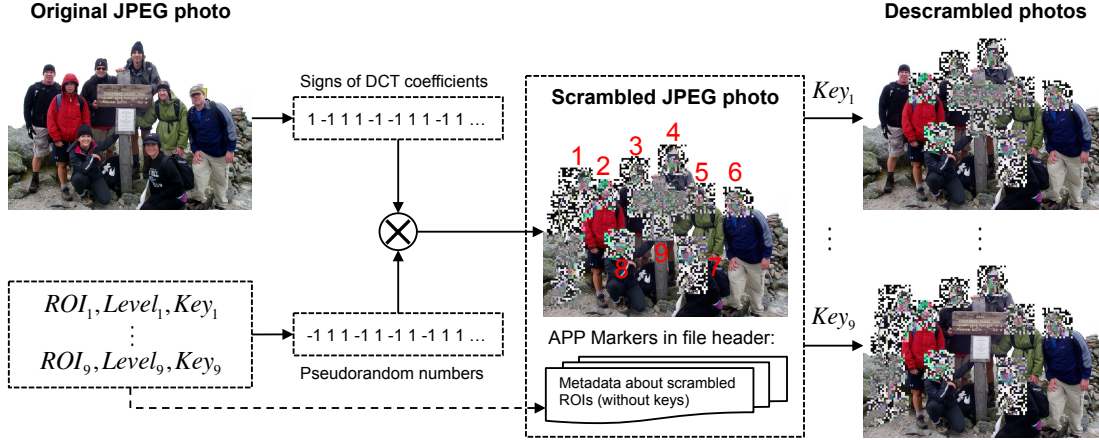 Original JPEG photo
Signs of DCT coefficients
1 -1 1 1 -1 -1 1 1 -1 1 ...
ROI1, Level1, Key1
⋮
ROI9, Level9, Key9
-1 1 1 -1 1 -1 1 -1 1 1 ...
Pseudorandom numbers
Scrambled JPEG photo
1
2
3
4
5
6
7
8
9
APP Markers in file header:
Metadata about scrambled
ROIs (without keys)
Descrambled photos
Key1
⋮
⋮
Key9